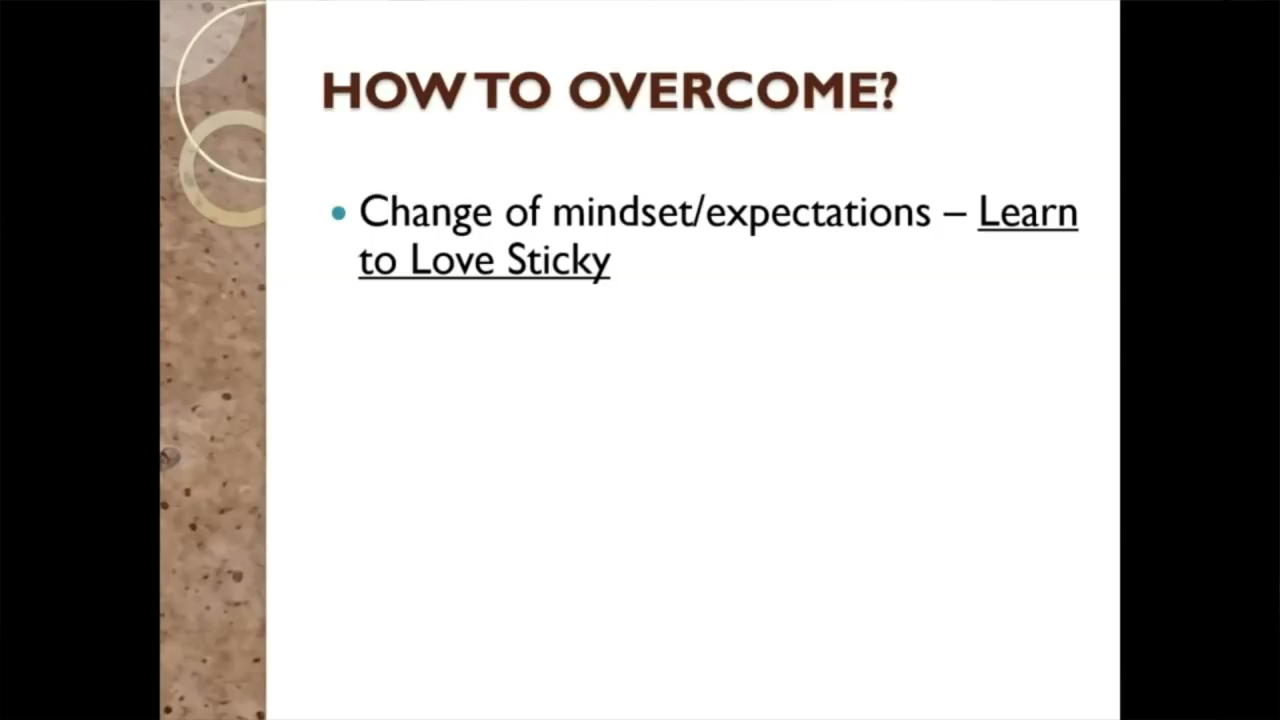 HOW TO OVERCOME?
• Change of mindset/expectations – Learn
to Love Sticky